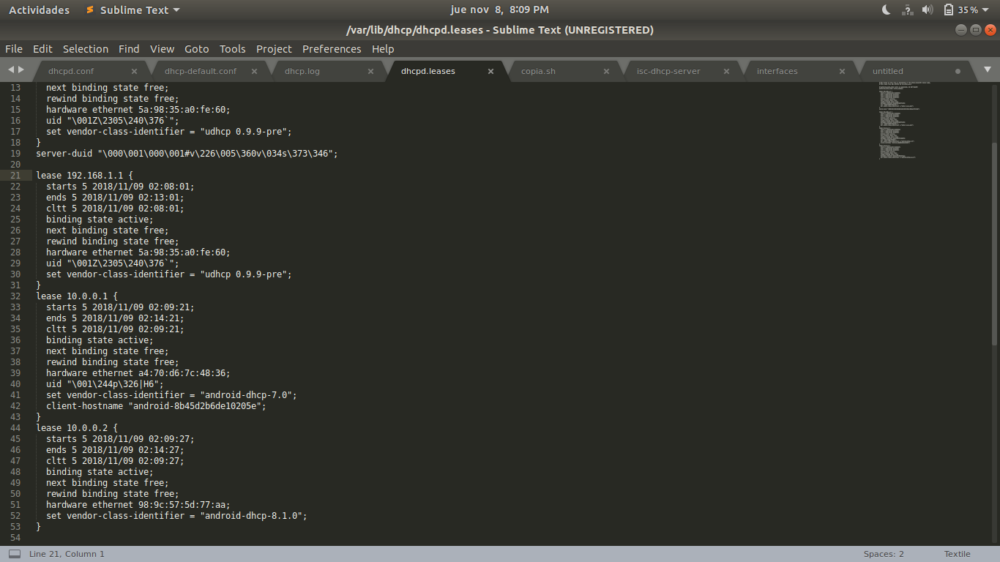 Actividades Sublime Text jue nov 8, 8:09 PM 35 %
/var/lib/dhcp/dhcpd.leases - Sublime Text (UNREGISTERED)
File Edit Selection Find View Goto Tools Project Preferences Help
dhcpd.conf dhcp-default.conf dhcp.log dhcpd.leases copia.sh isc-dhcp-server interfaces untitled
13 next binding state free;
14 rewind binding state free;
15 hardware ethernet 5a:98:35:a0:fe:60;
16 uid "\001Z\2305\240\376`";
17 set vendor-class-identifier = "udhcp 0.9.9-pre";
18 }
19 server-duid "\000\001\000\001#v\226\005\360v\034s\373\346";
20
21 lease 192.168.1.1 {
22 starts 5 2018/11/09 02:08:01;
23 ends 5 2018/11/09 02:13:01;
24 cltt 5 2018/11/09 02:08:01;
25 binding state active;
26 next binding state free;
27 rewind binding state free;
28 hardware ethernet 5a:98:35:a0:fe:60;
29 uid "\001Z\2305\240\376`";
30 set vendor-class-identifier = "udhcp 0.9.9-pre";
31 }
32 lease 10.0.0.1 {
33 starts 5 2018/11/09 02:09:21;
34 ends 5 2018/11/09 02:14:21;
35 cltt 5 2018/11/09 02:09:21;
36 binding state active;
37 next binding state free;
38 rewind binding state free;
39 hardware ethernet a4:70:d6:7c:48:36;
40 uid "\001\244p\326|H6";
41 set vendor-class-identifier = "android-dhcp-7.0";
42 client-hostname "android-8b45d2b6de10205e";
43 }
44 lease 10.0.0.2 {
45 starts 5 2018/11/09 02:09:27;
46 ends 5 2018/11/09 02:14:27;
47 cltt 5 2018/11/09 02:09:27;
48 binding state active;
49 next binding state free;
50 rewind binding state free;
51 hardware ethernet 98:9c:57:5d:77:aa;
52 set vendor-class-identifier = "android-dhcp-8.1.0";
53 }
54
Line 21, Column 1 Spaces: 2 Textile